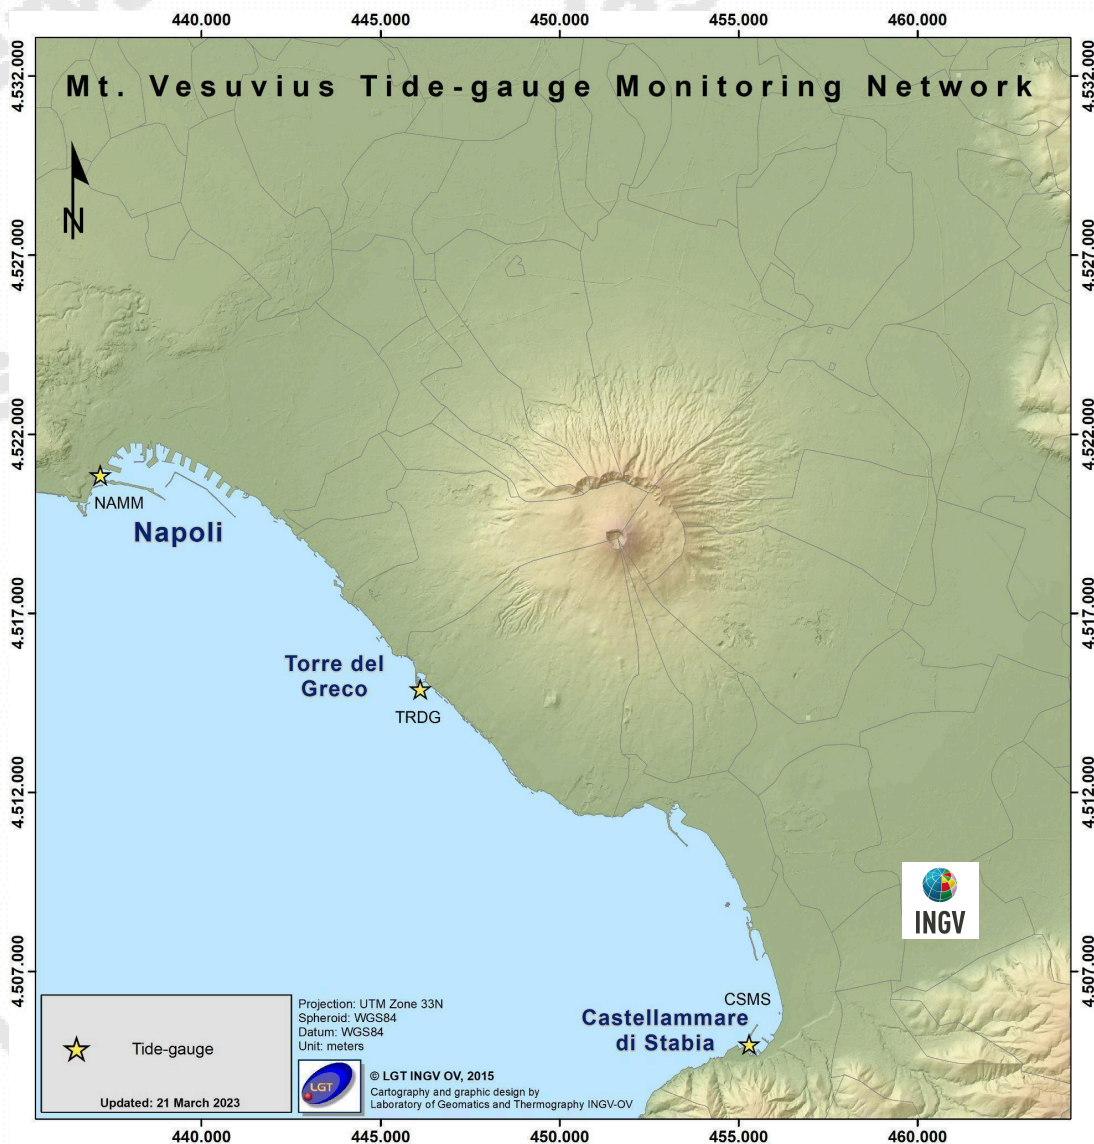 440.000 445.000 450.000 455.000 460.000
Mt. Vesuvius Tide-gauge Monitoring Network
4.532.000 4.532.000
N
4.527.000 4.527.000
4.522.000 4.522.000
NAMM
Napoli
4.517.000 4.517.000
Torre del
Greco
TRDG
4.512.000 4.512.000
INGV
4.507.000 4.507.000
CSMS
Castellammare
di Stabia
Tide-gauge
Updated: 21 March 2023
Projection: UTM Zone 33N
Spheroid: WGS84
Datum: WGS84
Unit: meters
LGT
© LGT INGV OV, 2015
Cartography and graphic design by
Laboratory of Geomatics and Thermography INGV-OV
440.000 445.000 450.000 455.000 460.000